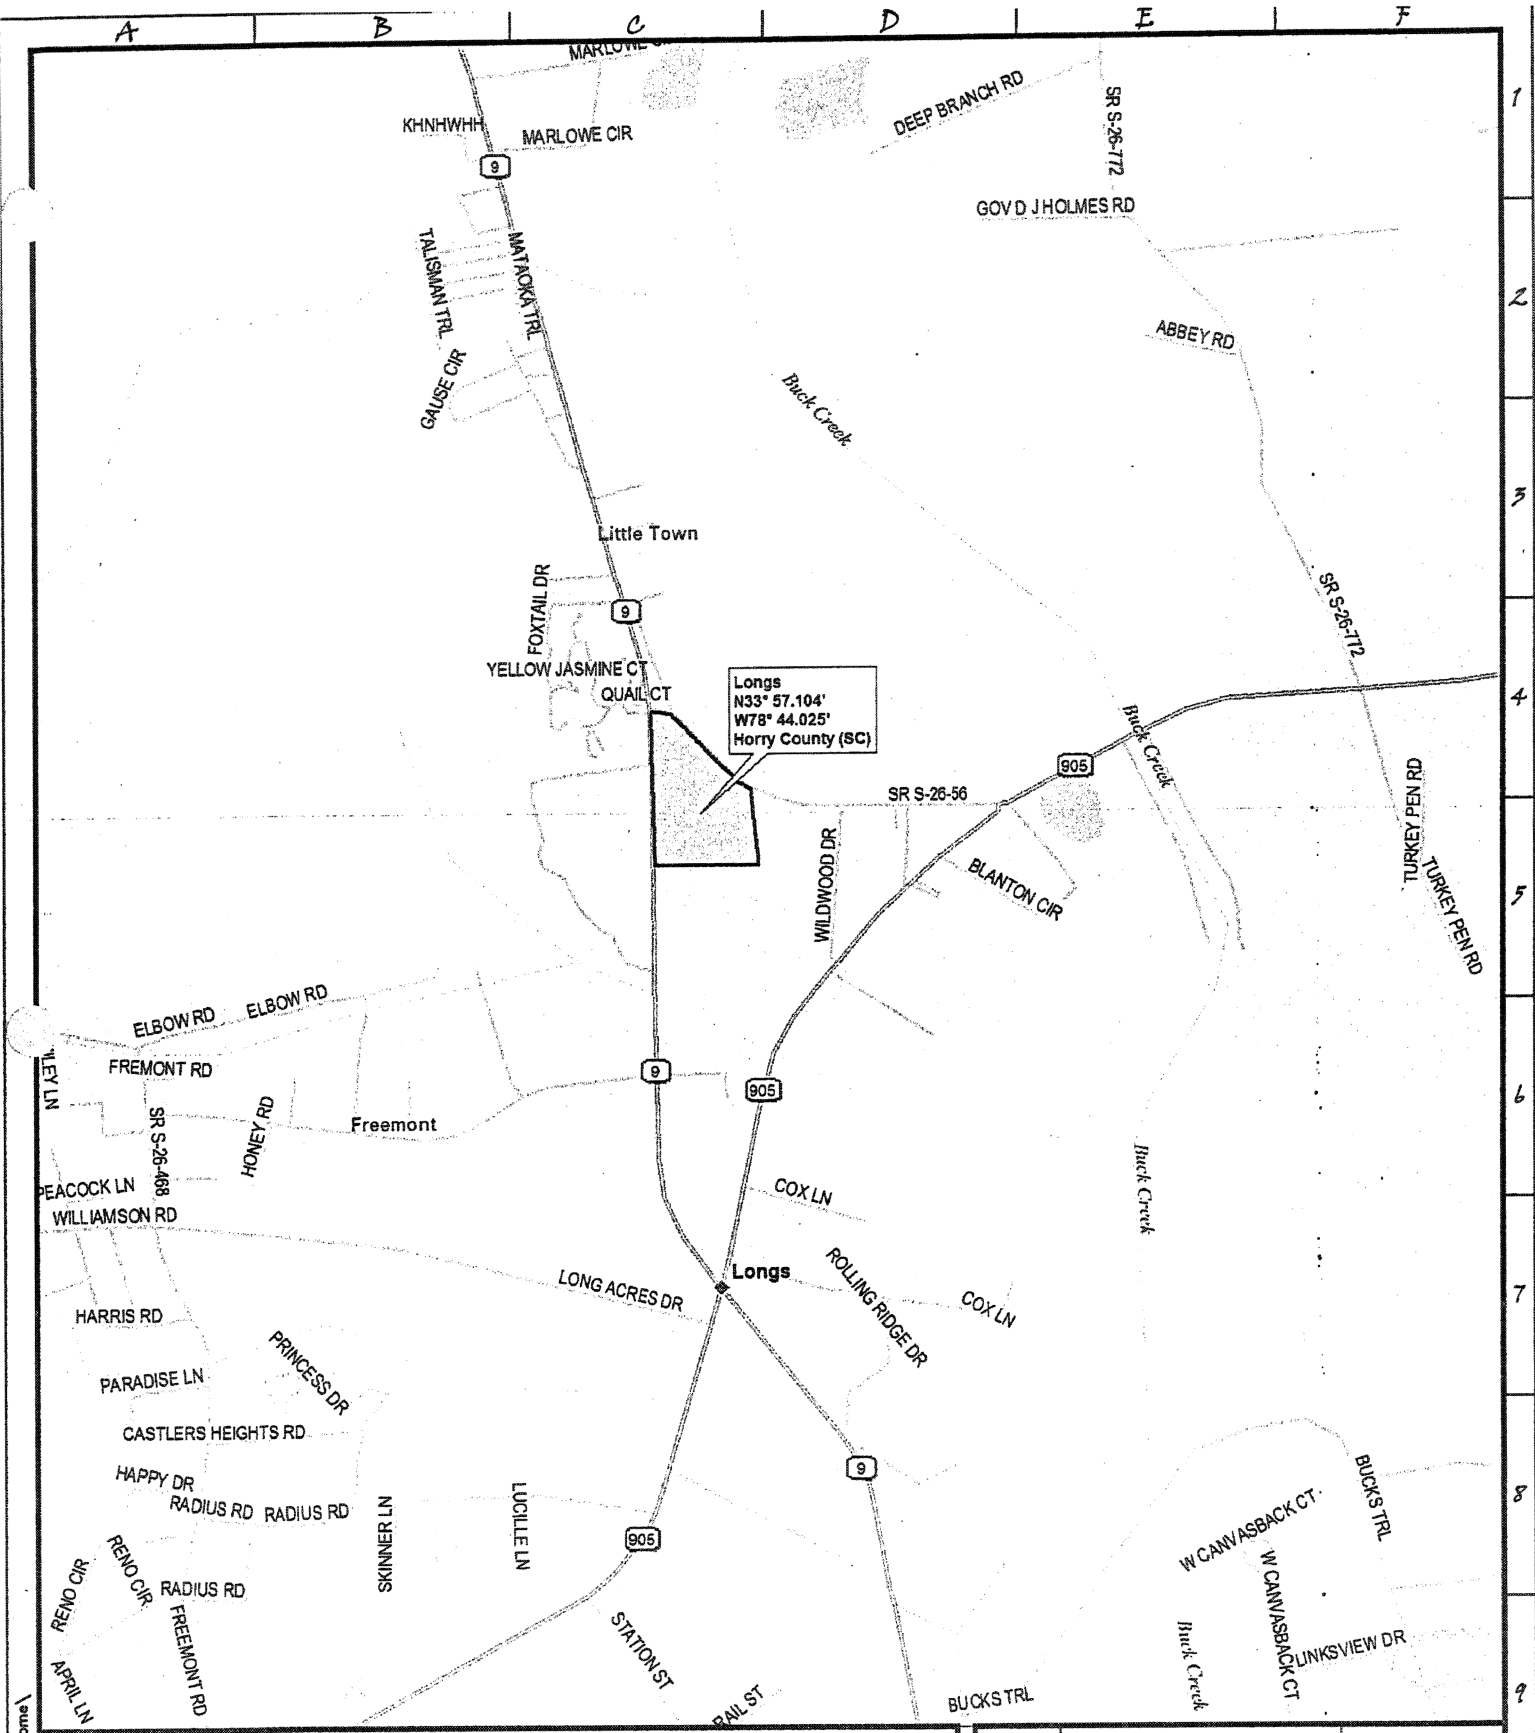 A B C D E F
MARLOWE
1
DEEP BRANCH RD
SR S-26-772
KHNHWHH
MARLOWE CIR
9
GOV D J HOLMES RD
TALISMAN TRL
MATAOKA TRL
2
ABBEY RD
GAUSE CIR
Buck Creek
3
Little Town
FOXTAIL DR
9
SR S-26-772
YELLOW JASMINE CT
QUAIL CT
Longs
N33° 57.104'
W78° 44.025'
Horry County (SC)
4
Buck Creek
905
SR S-26-56
TURKEY PEN RD
WILDWOOD DR
BLANTON CIR
5
TURKEY PEN RD
ELBOW RD
ELBOW RD
FREMONT RD
LEY LN
9
905
6
SR S-26-468
HONEY RD
Freemont
Buck Creek
PEACOCK LN
COX LN
WILLIAMSON RD
Longs
LONG ACRES DR
ROLLING RIDGE DR
COX LN
7
HARRIS RD
PRINCESS DR
PARADISE LN
CASTLERS HEIGHTS RD
HAPPY DR
9
RADIUS RD
RADIUS RD
SKINNER LN
LUCILLE LN
905
BUCKS TRL
W CANVASBACK CT
8
RENO CIR
RENO CIR
RADIUS RD
FREEMONT RD
STATION ST
W CANVASBACK CT
Buck Creek
LINKSVIEW DR
APRIL LN
RAIL ST
BUCKS TRL
9